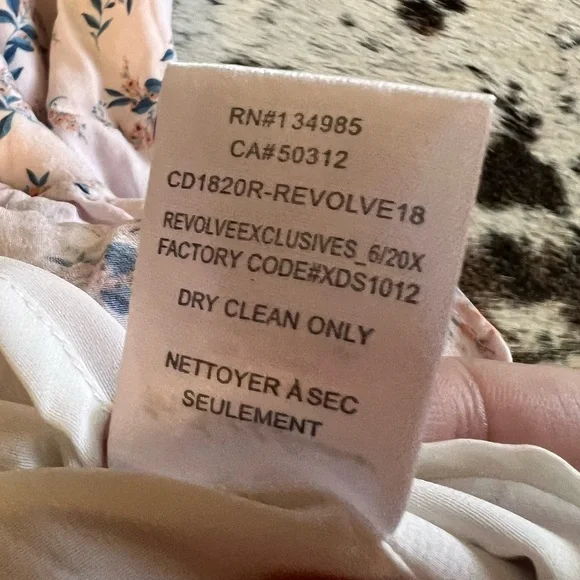 RN#134985
CA#50312
CD1820R-REVOLVE18
REVOLVEEXCLUSIVES_6/20X
FACTORY CODE#XDS1012
DRY CLEAN ONLY
NETTOYER À SEC
SEULEMENT